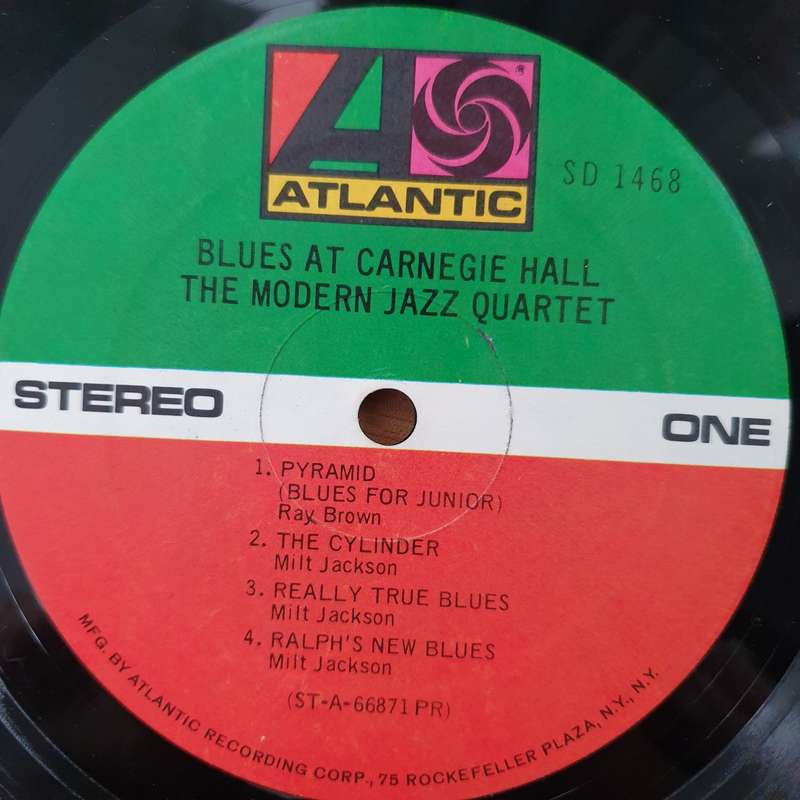 ATLANTIC
SD 1468
BLUES AT CARNEGIE HALL
THE MODERN JAZZ QUARTET
STEREO
ONE
1. PYRAMID
(BLUES FOR JUNIOR)
Ray Brown
2. THE CYLINDER
Milt Jackson
3. REALLY TRUE BLUES
Milt Jackson
4. RALPH'S NEW BLUES
Milt Jackson
(ST-A-66871 PR)
MFG. BY ATLANTIC RECORDING CORP., 75 ROCKEFELLER PLAZA, N.Y., N.Y.